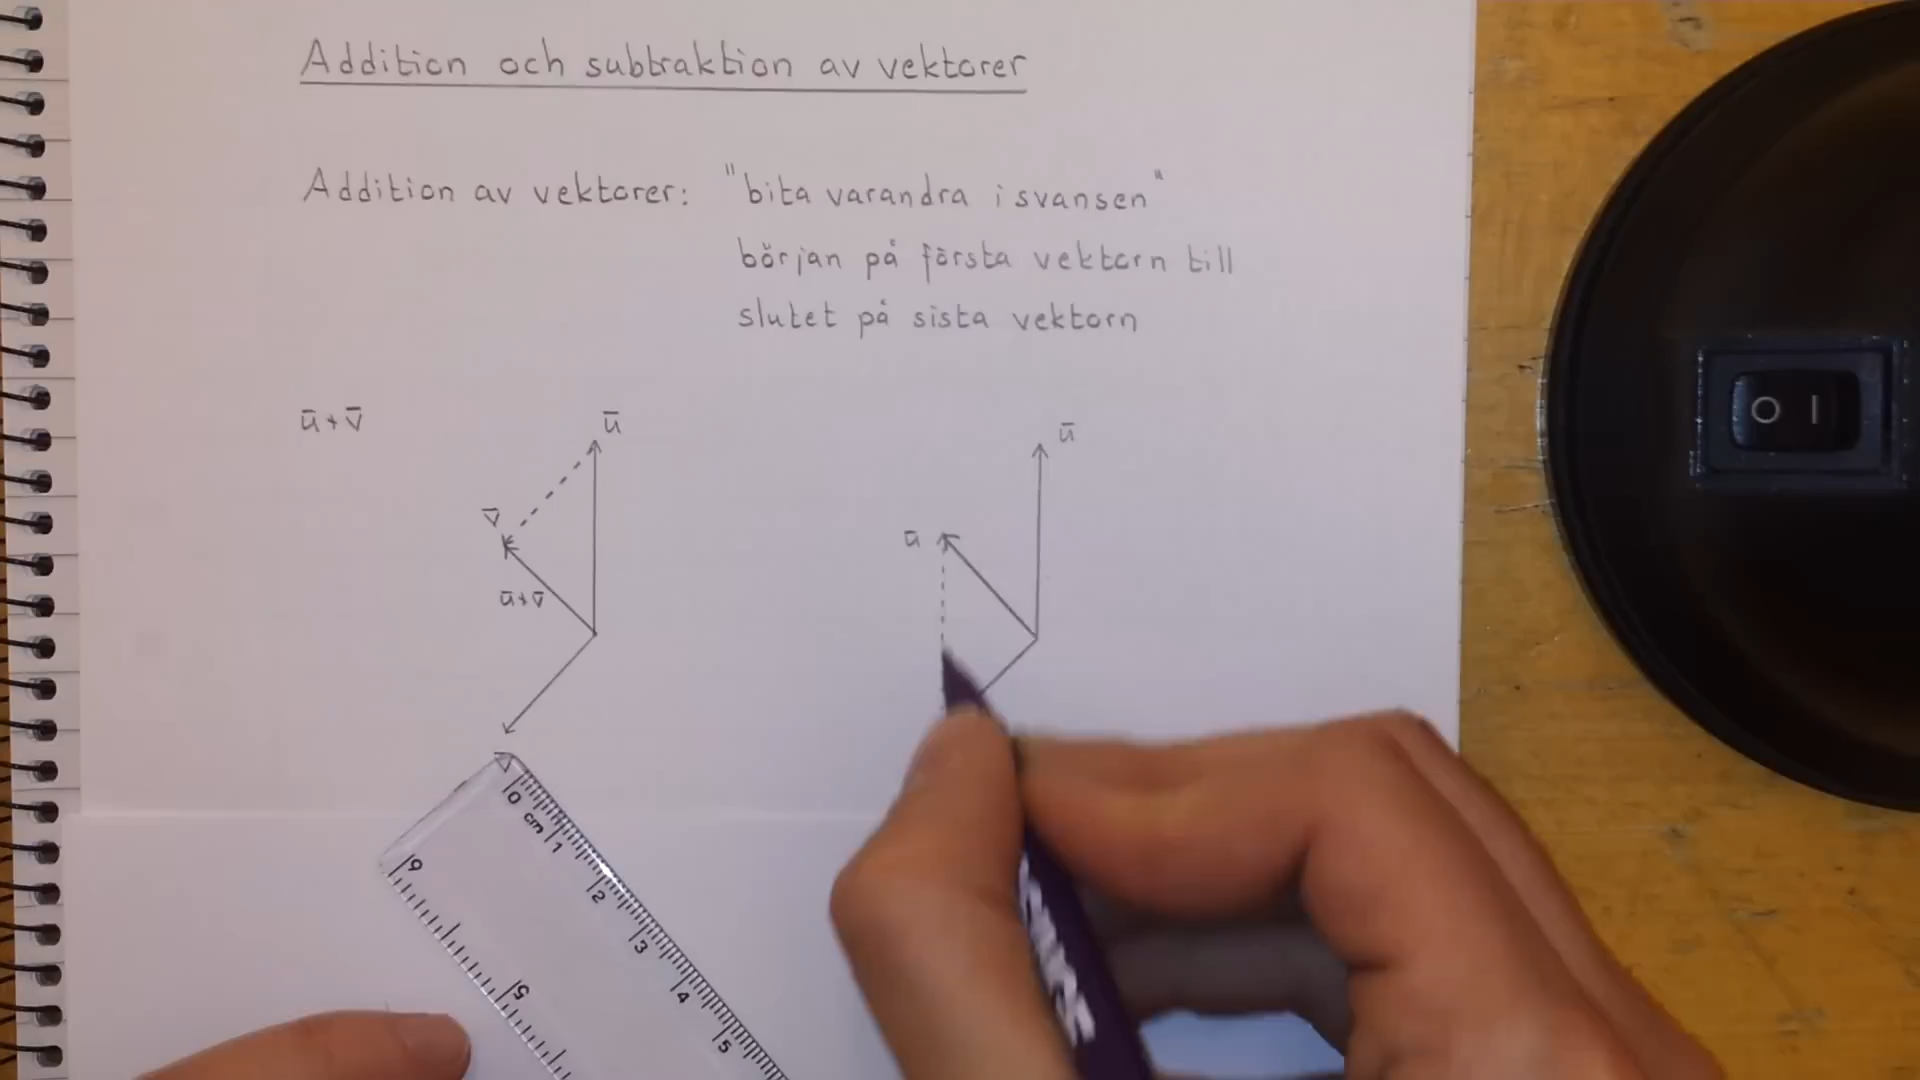 Addition och subtraktion av vektorer
Addition av vektorer: "bita varandra i svansen"
början på första vektorn till
slutet på sista vektorn
ū + v̄
ū
v̄
ū+v̄
v̄
ū
ū
0 cm 1 2 3 4 5
6 5
O I